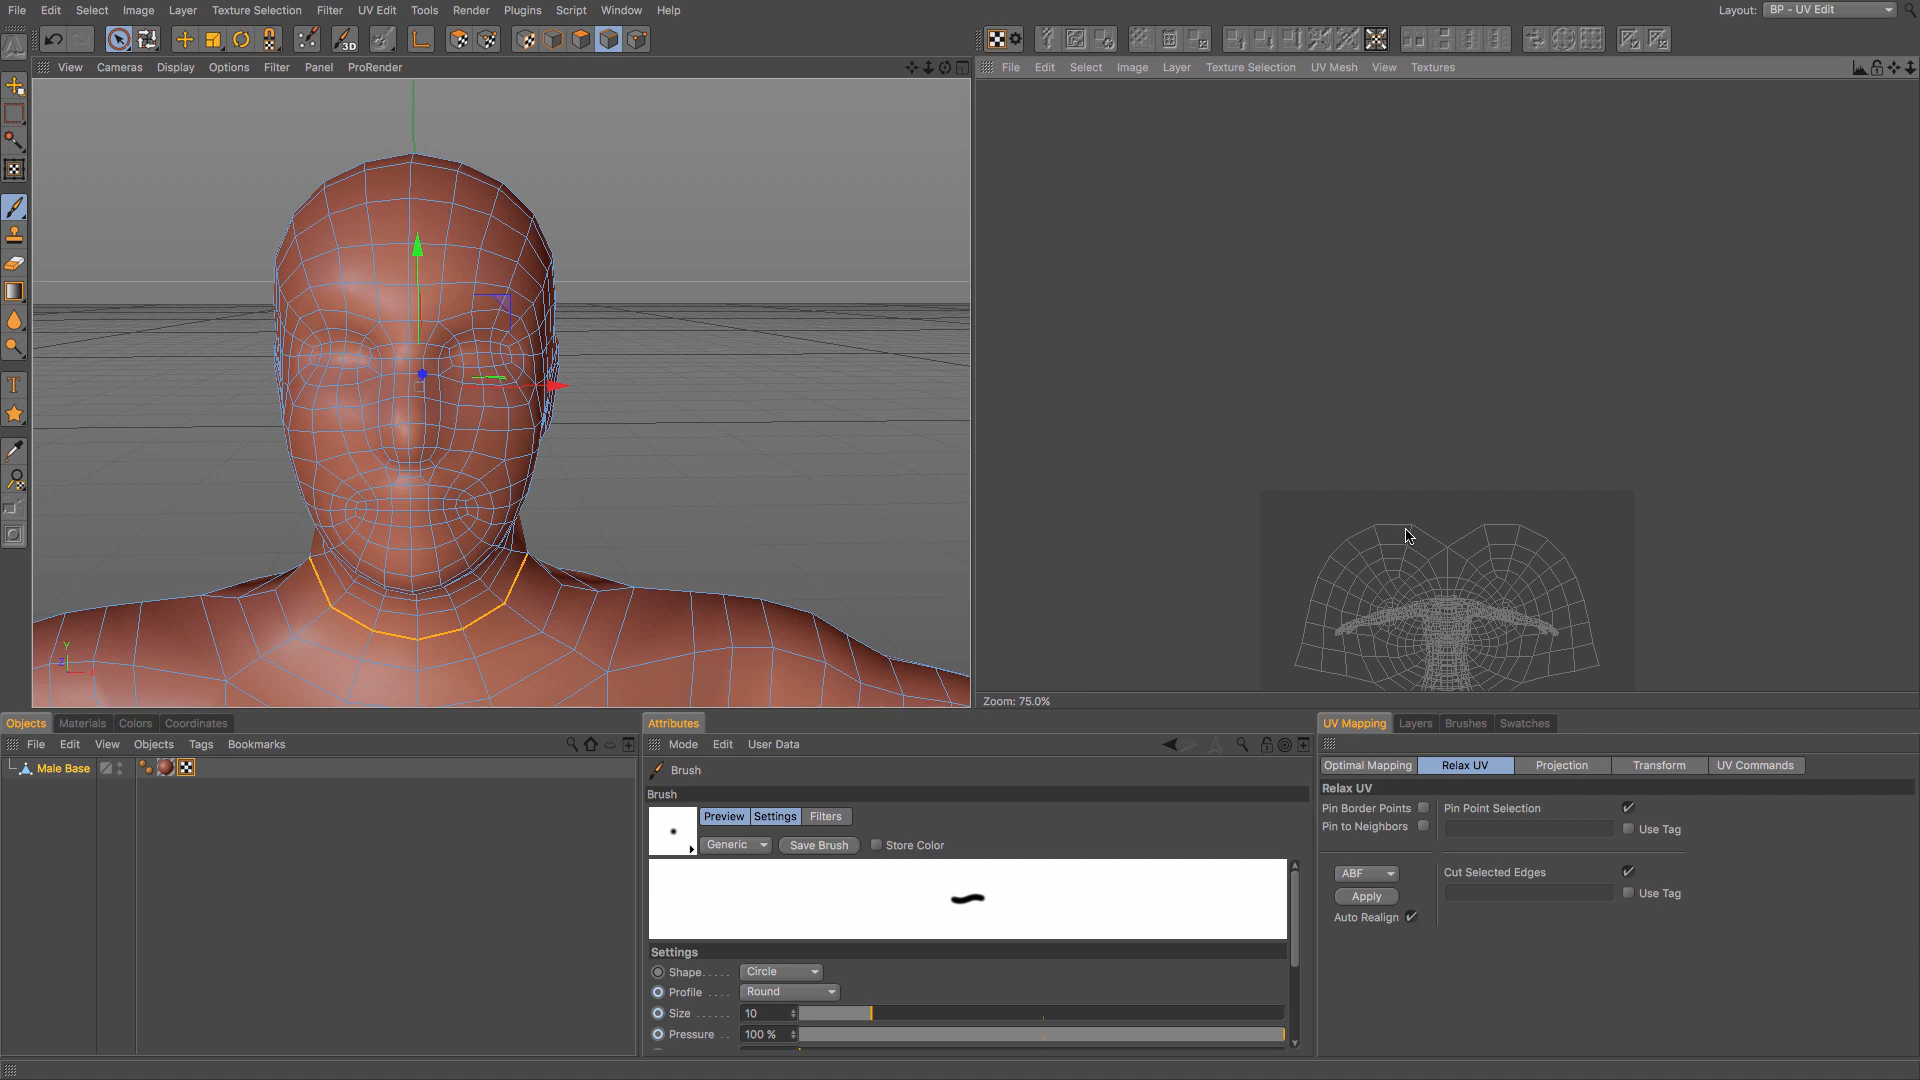 File Edit Select Image Layer Texture Selection Filter UV Edit Tools Render Plugins Script Window Help Layout: BP - UV Edit
3D
View Cameras Display Options Filter Panel ProRender
File Edit Select Image Layer Texture Selection UV Mesh View Textures
T
Y
Z
Zoom: 75.0%
Objects Materials Colors Coordinates
Attributes
UV Mapping Layers Brushes Swatches
File Edit View Objects Tags Bookmarks
Mode Edit User Data
Male Base
Brush
Optimal Mapping Relax UV Projection Transform UV Commands
Brush
Relax UV
Preview Settings Filters
Pin Border Points Pin Point Selection
Pin to Neighbors Use Tag
Generic Save Brush Store Color
ABF Cut Selected Edges
Apply Use Tag
Auto Realign
Settings
Shape..... Circle
Profile .... Round
Size ...... 10
Pressure .. 100 %